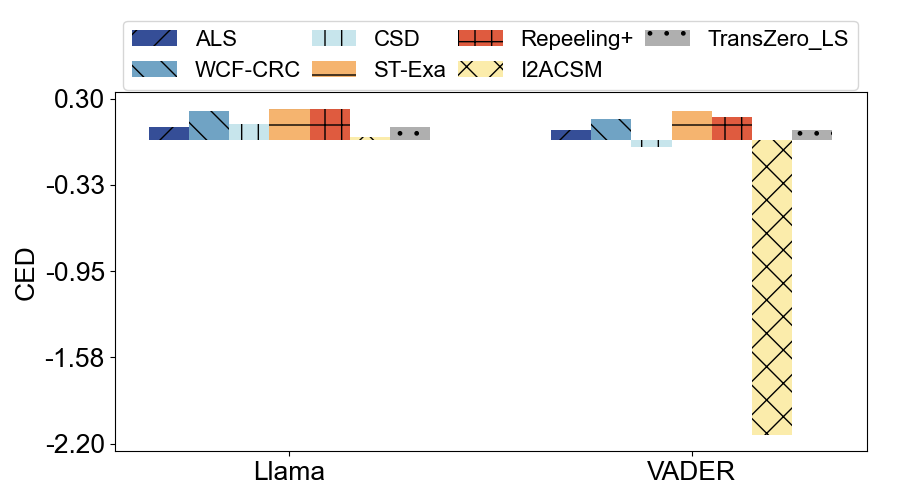 ALS CSD Repeeling+ TransZero_LS
WCF-CRC ST-Exa I2ACSM
0.30
-0.33
-0.95
-1.58
-2.20
CED
Llama VADER